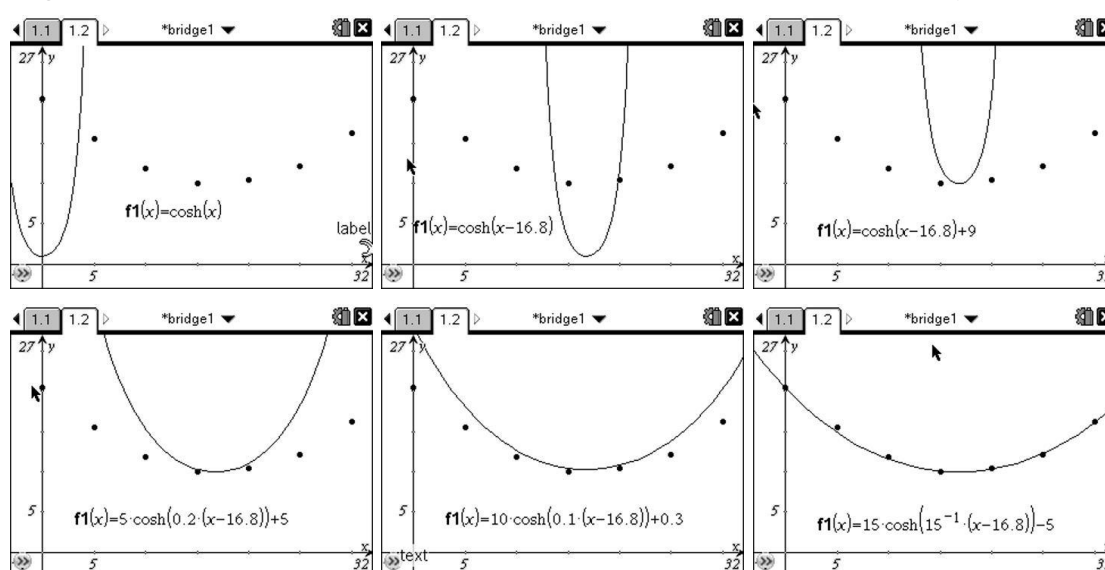 1.1 1.2 *bridge1
27 y
f1(x)=cosh(x)
5
label
x
5 32
1.1 1.2 *bridge1
27 y
5
f1(x)=cosh(x−16.8)
x
5 32
1.1 1.2 *bridge1
27 y
5
f1(x)=cosh(x−16.8)+9
x
5
1.1 1.2 *bridge1
27 y
5
f1(x)=5·cosh(0.2·(x−16.8))+5
x
5 32
1.1 1.2 *bridge1
27 y
5
f1(x)=10·cosh(0.1·(x−16.8))+0.3
x
text
5 32
1.1 1.2 *bridge1
27 y
5
f1(x)=15·cosh(15⁻¹·(x−16.8))−5
x
5